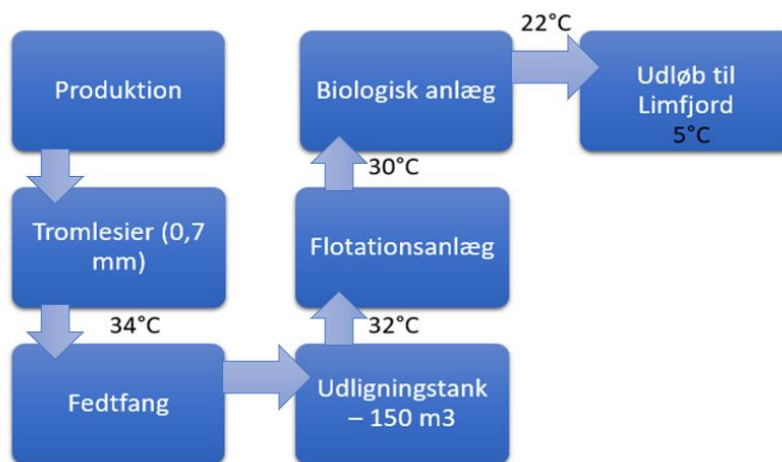 Produktion
Tromlesier (0,7
mm)
34°C
Fedtfang
Udligningstank
– 150 m3
32°C
Flotationsanlæg
30°C
Biologisk anlæg
22°C
Udløb til
Limfjord
5°C